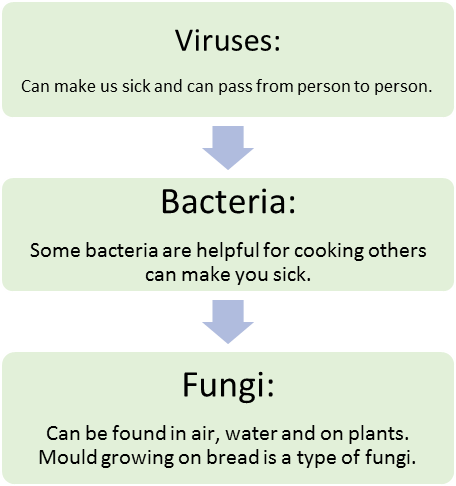 Viruses:
Can make us sick and can pass from person to person.
Bacteria:
Some bacteria are helpful for cooking others
can make you sick.
Fungi:
Can be found in air, water and on plants.
Mould growing on bread is a type of fungi.